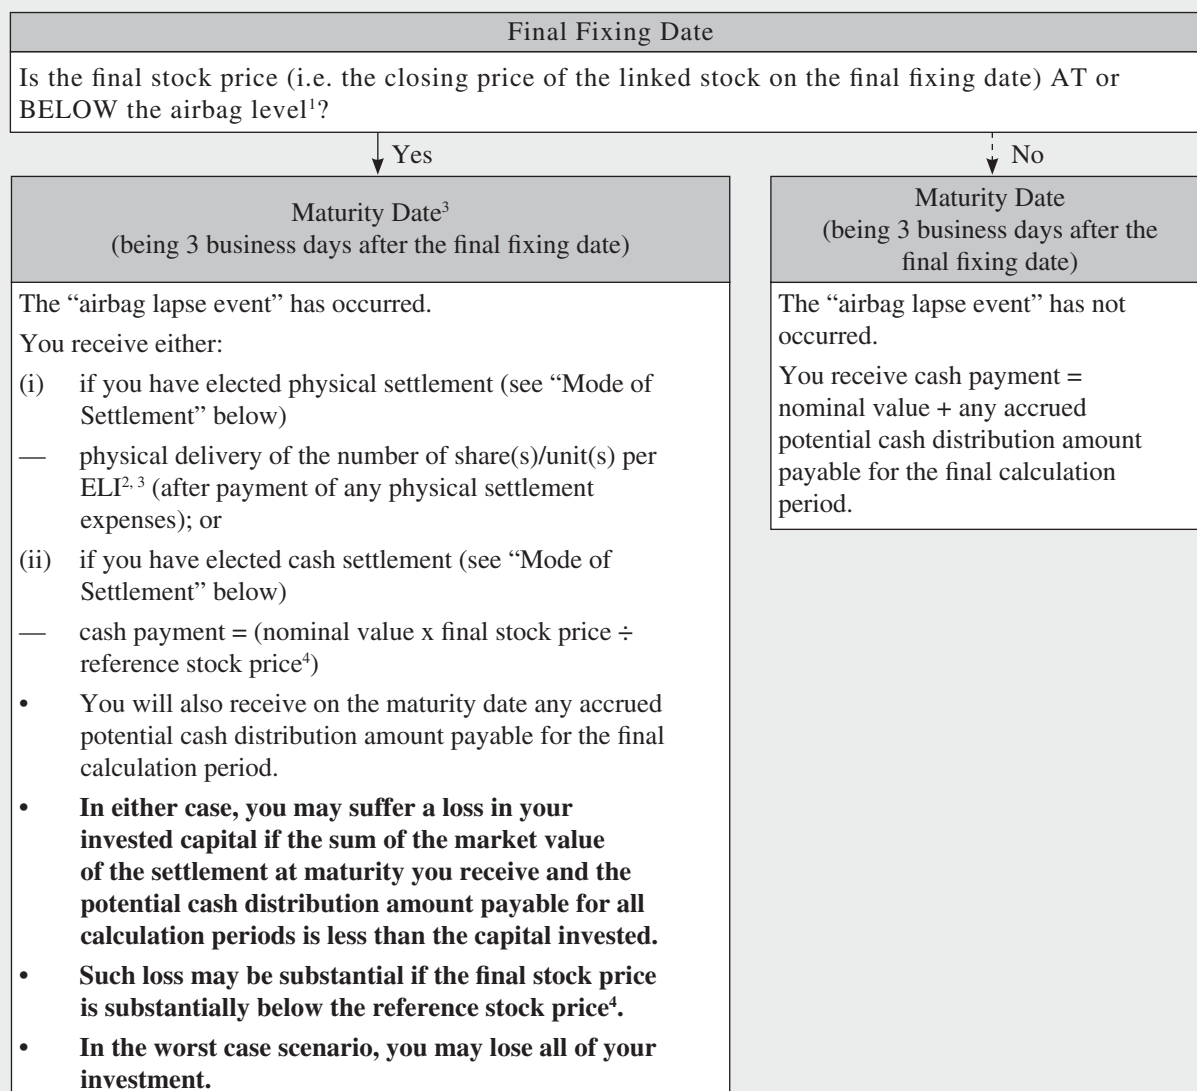 Final Fixing Date
Is the final stock price (i.e. the closing price of the linked stock on the final fixing date) AT or
BELOW the airbag level¹?
Yes
No
Maturity Date³
(being 3 business days after the final fixing date)
The “airbag lapse event” has occurred.
You receive either:
(i) if you have elected physical settlement (see “Mode of
Settlement” below)
— physical delivery of the number of share(s)/unit(s) per
ELI²,³ (after payment of any physical settlement
expenses); or
(ii) if you have elected cash settlement (see “Mode of
Settlement” below)
— cash payment = (nominal value x final stock price ÷
reference stock price⁴)
• You will also receive on the maturity date any accrued
potential cash distribution amount payable for the final
calculation period.
• In either case, you may suffer a loss in your
invested capital if the sum of the market value
of the settlement at maturity you receive and the
potential cash distribution amount payable for all
calculation periods is less than the capital invested.
• Such loss may be substantial if the final stock price
is substantially below the reference stock price⁴.
• In the worst case scenario, you may lose all of your
investment.
Maturity Date
(being 3 business days after the
final fixing date)
The “airbag lapse event” has not
occurred.
You receive cash payment =
nominal value + any accrued
potential cash distribution amount
payable for the final calculation
period.